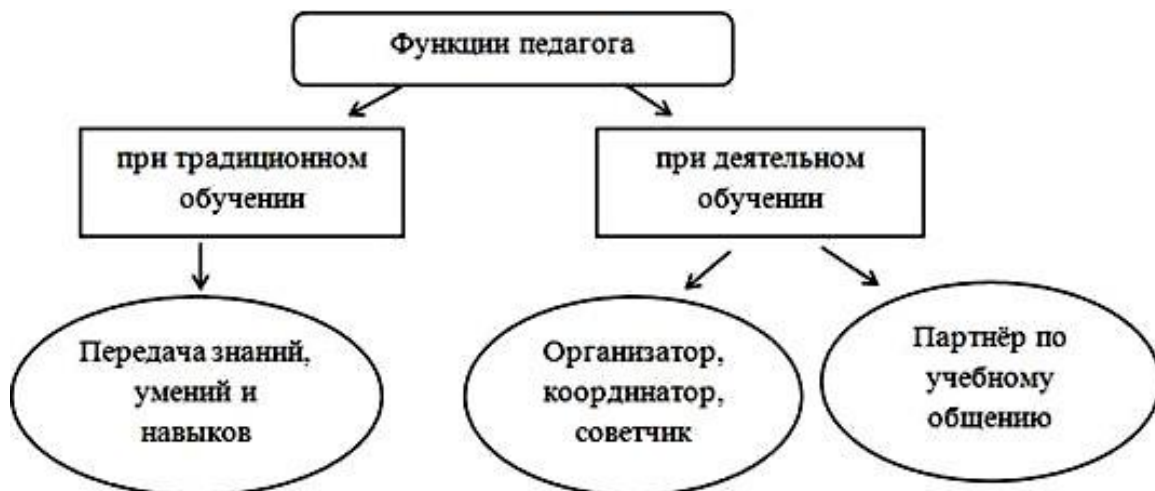 Функции педагога
при традиционном
обучении
при деятельном
обучении
Передача знаний,
умений и
навыков
Организатор,
координатор,
советчик
Партнёр по
учебному
общению